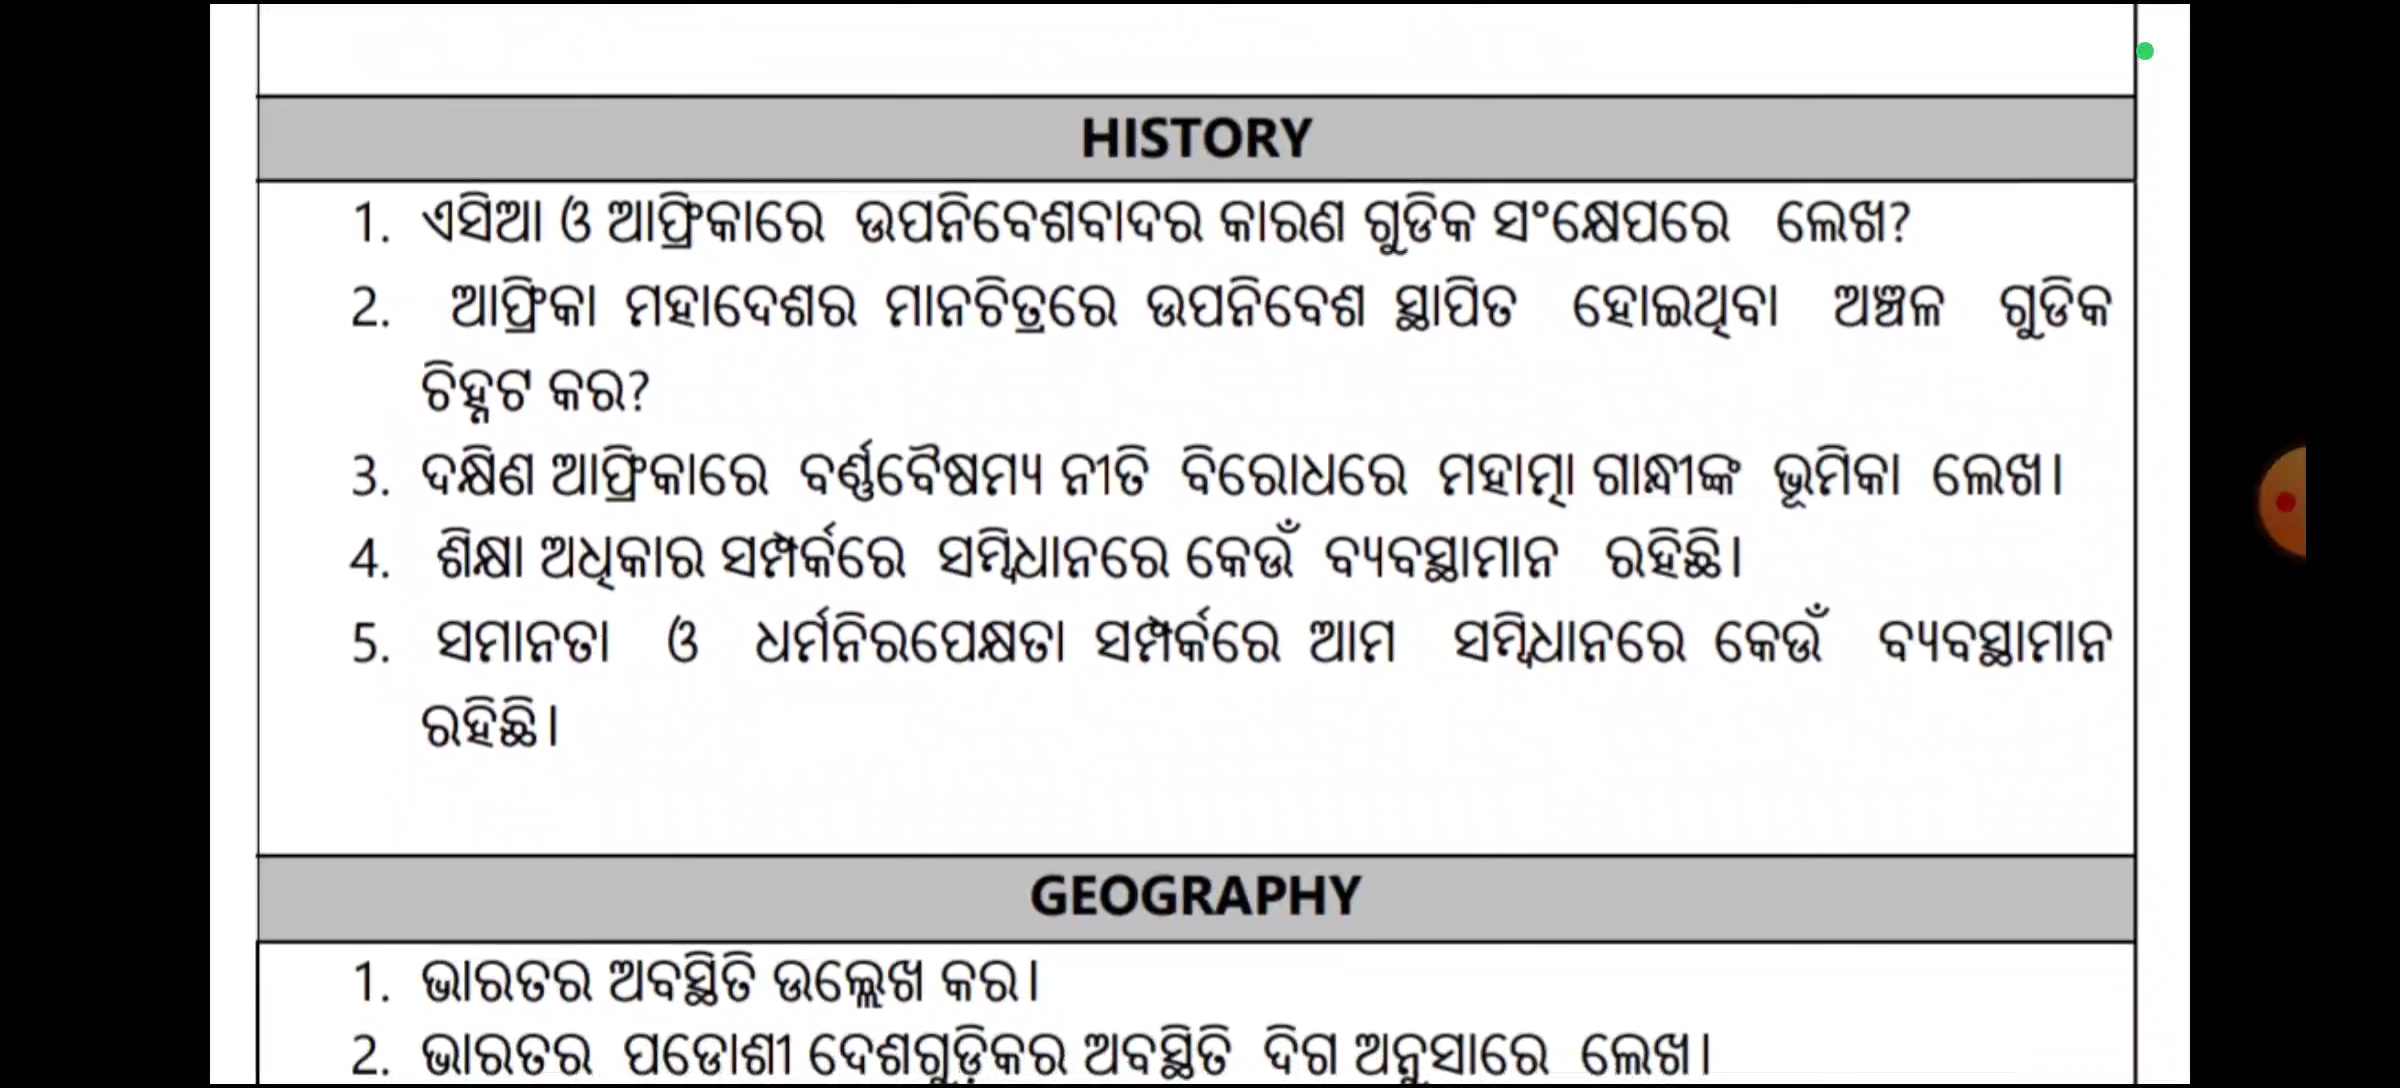 HISTORY
1. ଏସିଆ ଓ ଆଫ୍ରିକାରେ ଉପନିବେଶବାଦର କାରଣ ଗୁଡିକ ସଂକ୍ଷେପରେ ଲେଖ?
2. ଆଫ୍ରିକା ମହାଦେଶର ମାନଚିତ୍ରରେ ଉପନିବେଶ ସ୍ଥାପିତ ହୋଇଥିବା ଅଞ୍ଚଳ ଗୁଡିକ
ଚିହ୍ନଟ କର?
3. ଦକ୍ଷିଣ ଆଫ୍ରିକାରେ ବର୍ଣ୍ଣବୈଷମ୍ୟ ନୀତି ବିରୋଧରେ ମହାତ୍ମା ଗାନ୍ଧୀଙ୍କ ଭୂମିକା ଲେଖ।
4. ଶିକ୍ଷା ଅଧିକାର ସମ୍ପର୍କରେ ସମ୍ବିଧାନରେ କେଉଁ ବ୍ୟବସ୍ଥାମାନ ରହିଛି।
5. ସମାନତା ଓ ଧର୍ମନିରପେକ୍ଷତା ସମ୍ପର୍କରେ ଆମ ସମ୍ବିଧାନରେ କେଉଁ ବ୍ୟବସ୍ଥାମାନ
ରହିଛି।
GEOGRAPHY
1. ଭାରତର ଅବସ୍ଥିତି ଉଲ୍ଲେଖ କର।
2. ଭାରତର ପଡୋଶୀ ଦେଶଗୁଡ଼ିକର ଅବସ୍ଥିତି ଦିଗ ଅନୁସାରେ ଲେଖ।